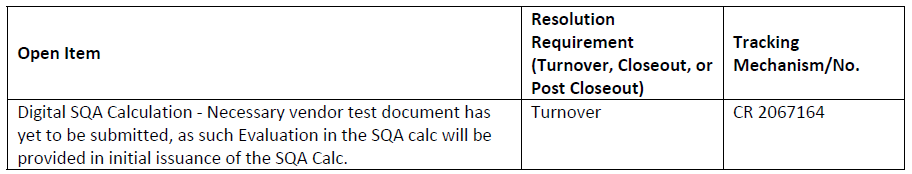 Open Item
Resolution
Requirement
(Turnover, Closeout, or
Post Closeout)
Tracking
Mechanism/No.
Digital SQA Calculation - Necessary vendor test document has
yet to be submitted, as such Evaluation in the SQA calc will be
provided in initial issuance of the SQA Calc.
Turnover
CR 2067164